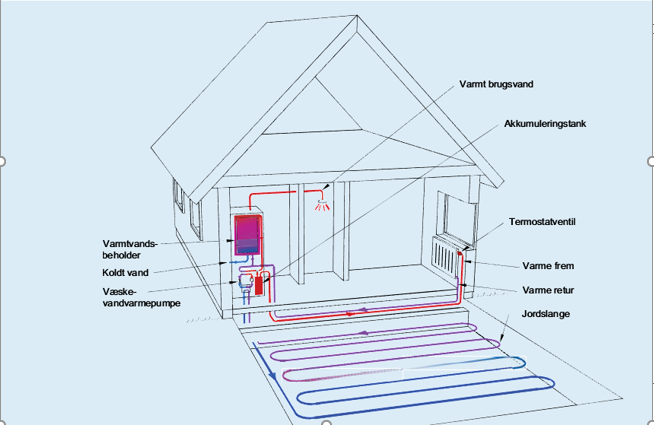 Varmt brugsvand
Akkumuleringstank
Termostatventil
Varmtvands-
beholder
Koldt vand
Varme frem
Væske-
vandvarmepumpe
Varme retur
Jordslange